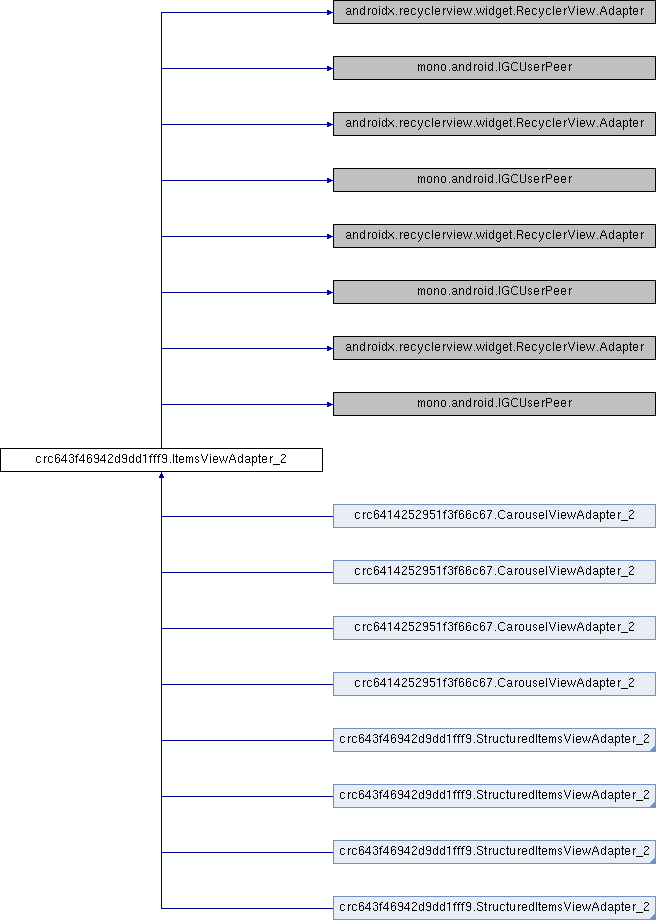 androidx.recyclerview.widget.RecyclerView.Adapter
mono.android.IGCUserPeer
androidx.recyclerview.widget.RecyclerView.Adapter
mono.android.IGCUserPeer
androidx.recyclerview.widget.RecyclerView.Adapter
mono.android.IGCUserPeer
androidx.recyclerview.widget.RecyclerView.Adapter
mono.android.IGCUserPeer
crc643f46942d9dd1fff9.ItemsViewAdapter_2
crc6414252951f3f66c67.CarouselViewAdapter_2
crc6414252951f3f66c67.CarouselViewAdapter_2
crc6414252951f3f66c67.CarouselViewAdapter_2
crc6414252951f3f66c67.CarouselViewAdapter_2
crc643f46942d9dd1fff9.StructuredItemsViewAdapter_2
crc643f46942d9dd1fff9.StructuredItemsViewAdapter_2
crc643f46942d9dd1fff9.StructuredItemsViewAdapter_2
crc643f46942d9dd1fff9.StructuredItemsViewAdapter_2